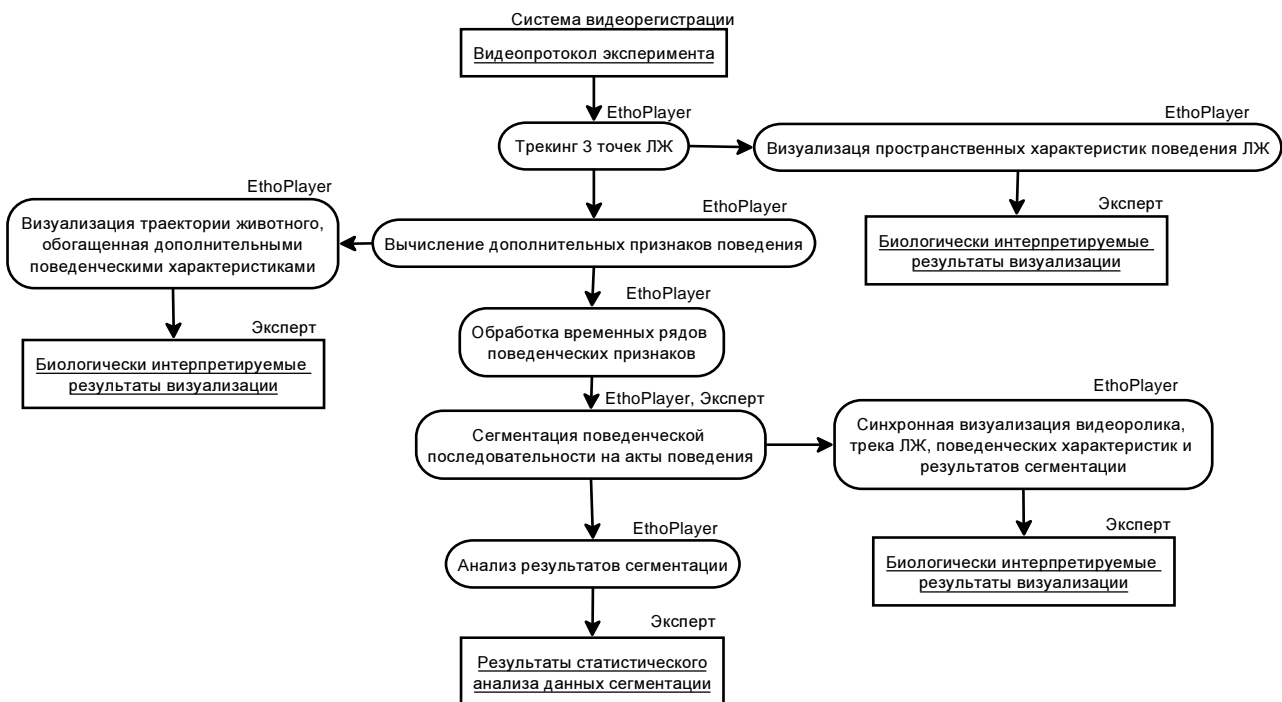 Система видеорегистрации
Видеопротокол эксперимента
EthoPlayer
Трекинг 3 точек ЛЖ
EthoPlayer
Визуализаця пространственных характеристик поведения ЛЖ
EthoPlayer
Визуализация траектории животного,
обогащенная дополнительными
поведенческими характеристиками
EthoPlayer
Вычисление дополнительных признаков поведения
Эксперт
Биологически интерпретируемые
результаты визуализации
EthoPlayer
Обработка временных рядов
поведенческих признаков
Эксперт
Биологически интерпретируемые
результаты визуализации
EthoPlayer, Эксперт
Сегментация поведенческой
последовательности на акты поведения
EthoPlayer
Синхронная визуализация видеоролика,
трека ЛЖ, поведенческих характеристик и
результатов сегментации
EthoPlayer
Анализ результатов сегментации
Эксперт
Биологически интерпретируемые
результаты визуализации
Эксперт
Результаты статистического
анализа данных сегментации